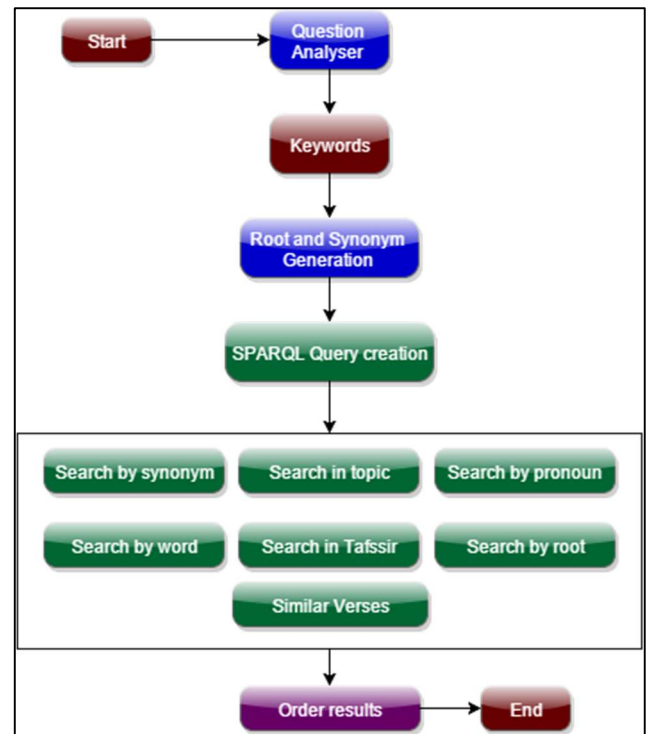 Start
Question
Analyser
Keywords
Root and Synonym
Generation
SPARQL Query creation
Search by synonym
Search in topic
Search by pronoun
Search by word
Search in Tafssir
Search by root
Similar Verses
Order results
End